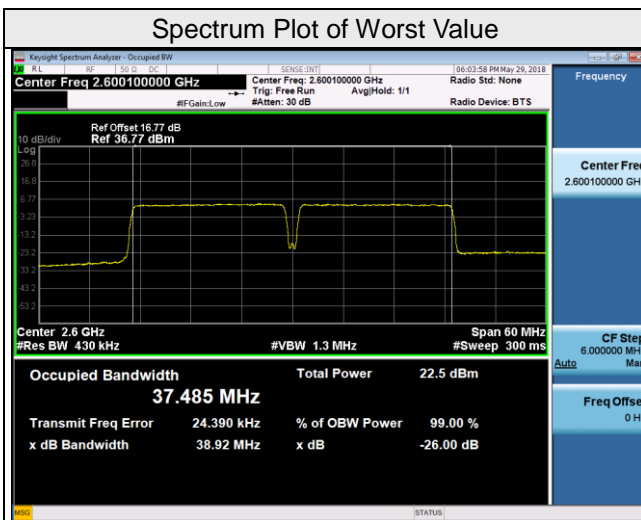 Spectrum Plot of Worst Value
Keysight Spectrum Analyzer - Occupied BW
RL RF 50 Ω DC SENSE:INT 06:03:58 PM May 29, 2018
Center Freq 2.600100000 GHz Center Freq: 2.600100000 GHz Radio Std: None Frequency
Trig: Free Run Avg|Hold: 1/1
#IFGain:Low #Atten: 30 dB Radio Device: BTS
Ref Offset 16.77 dB
10 dB/div Ref 36.77 dBm
Log
26.8
16.8
6.77
-3.23
-13.2
-23.2
-33.2
-43.2
-53.2
Center Fre
2.600100000 GH
Center 2.6 GHz Span 60 MHz
#Res BW 430 kHz #VBW 1.3 MHz #Sweep 300 ms
CF Step
6.000000 MH
Auto Ma
Occupied Bandwidth Total Power 22.5 dBm
37.485 MHz
Transmit Freq Error 24.390 kHz % of OBW Power 99.00 %
x dB Bandwidth 38.92 MHz x dB -26.00 dB
Freq Offse
0 H
MSG STATUS